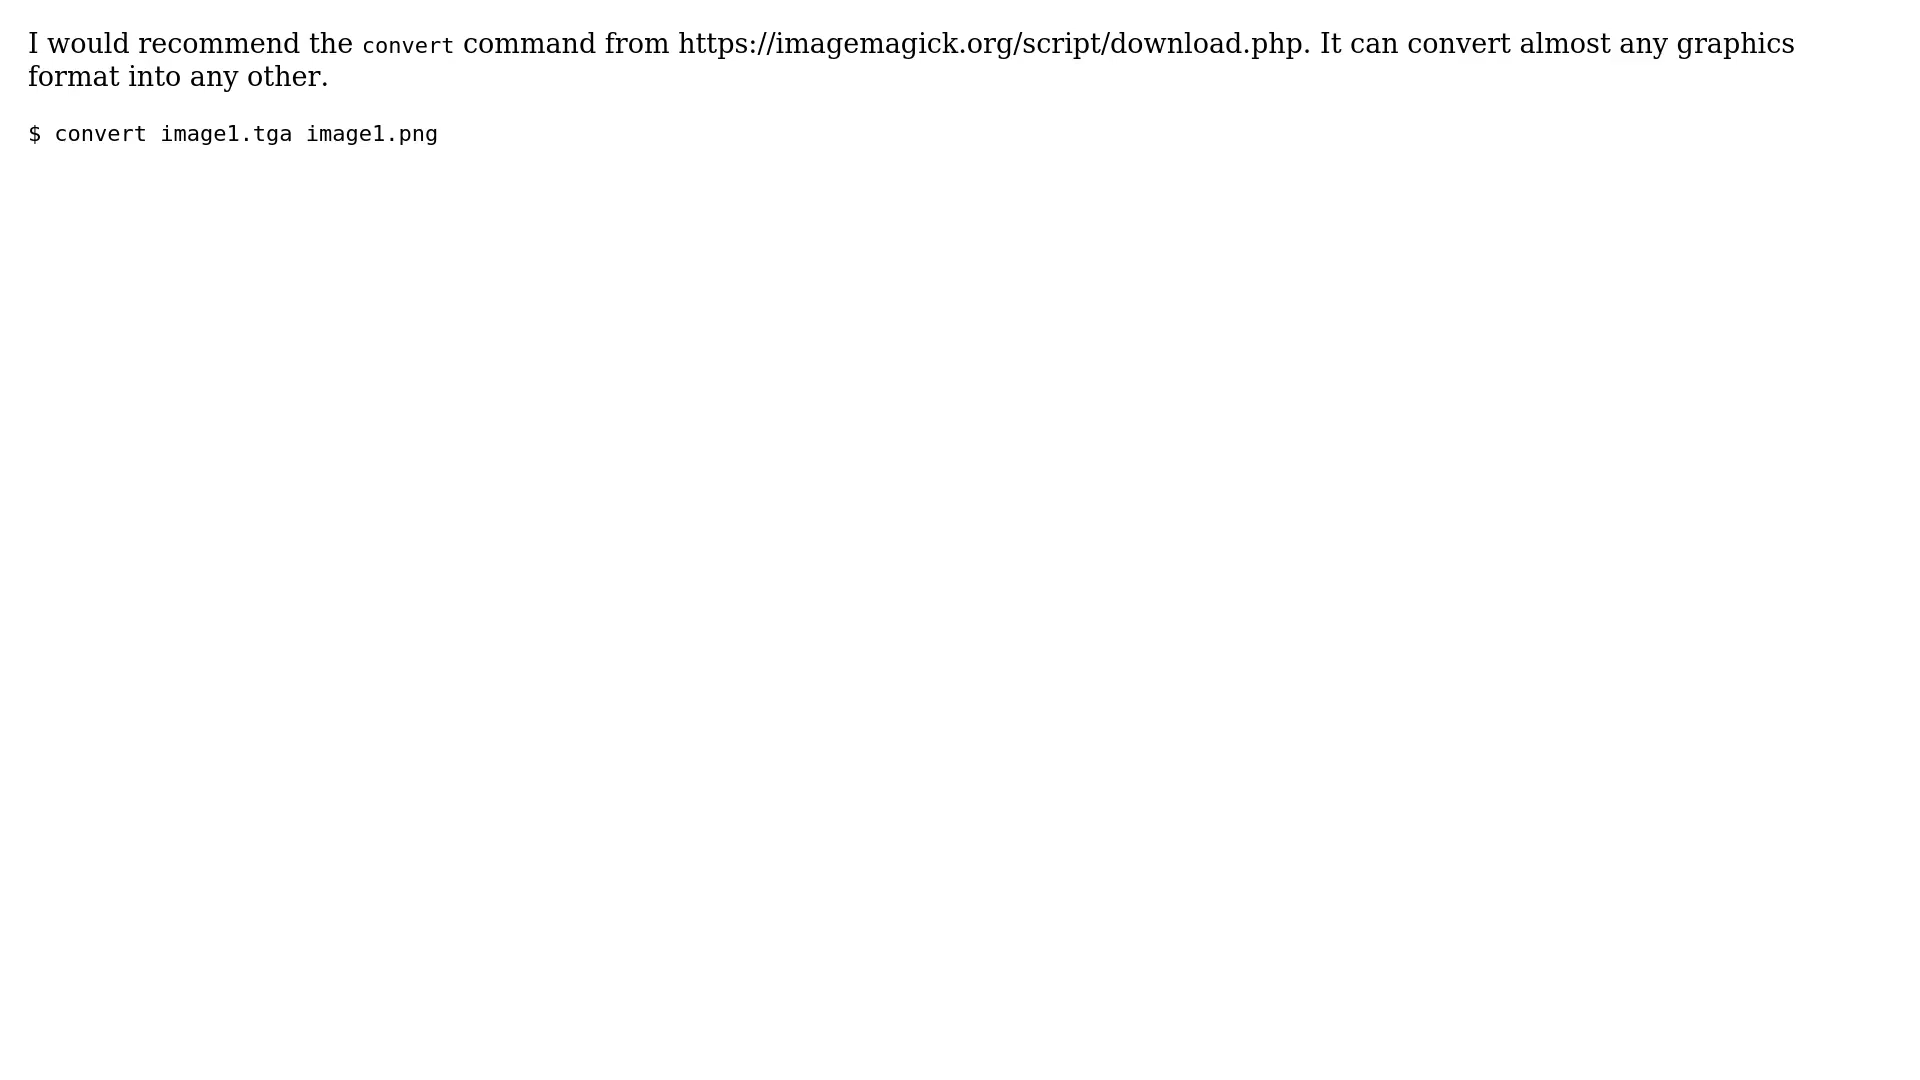 I would recommend the convert command from https://imagemagick.org/script/download.php. It can convert almost any graphics
format into any other.
$ convert image1.tga image1.png